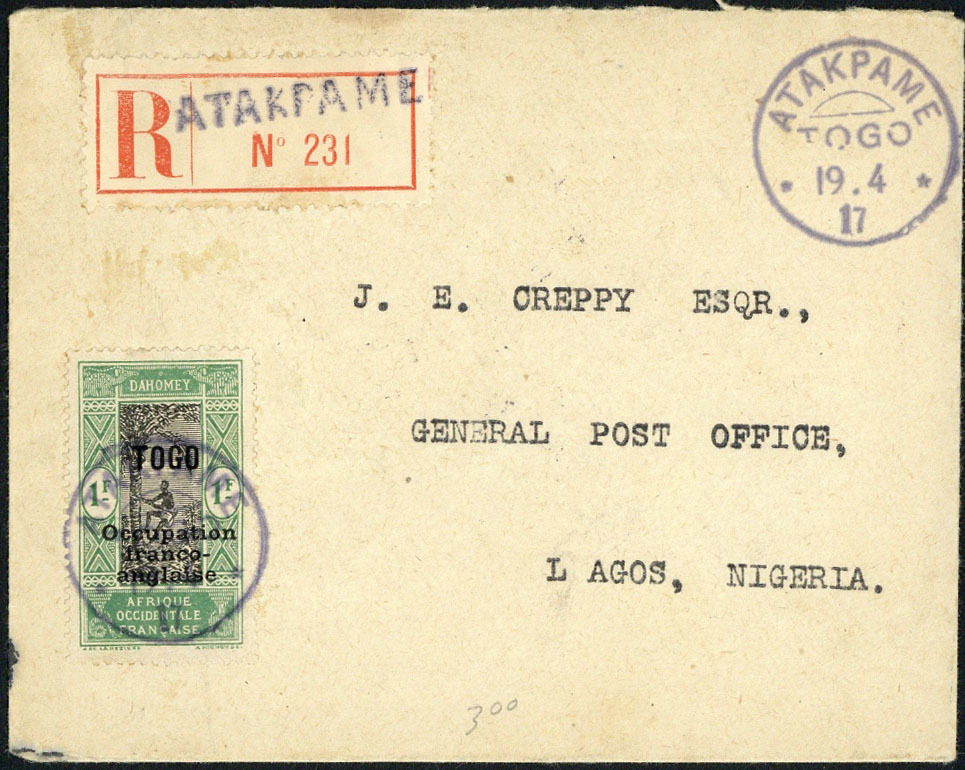 R ATAKPAME
No 231
ATAKPAME
TOGO
19.4
17
J. E. CREPPY ESQR.,
GENERAL POST OFFICE,
L AGOS, NIGERIA.
DAHOMEY
TOGO
1F 1F
Occupation
franco-
anglaise
AFRIQUE
OCCIDENTALE
FRANÇAISE
300